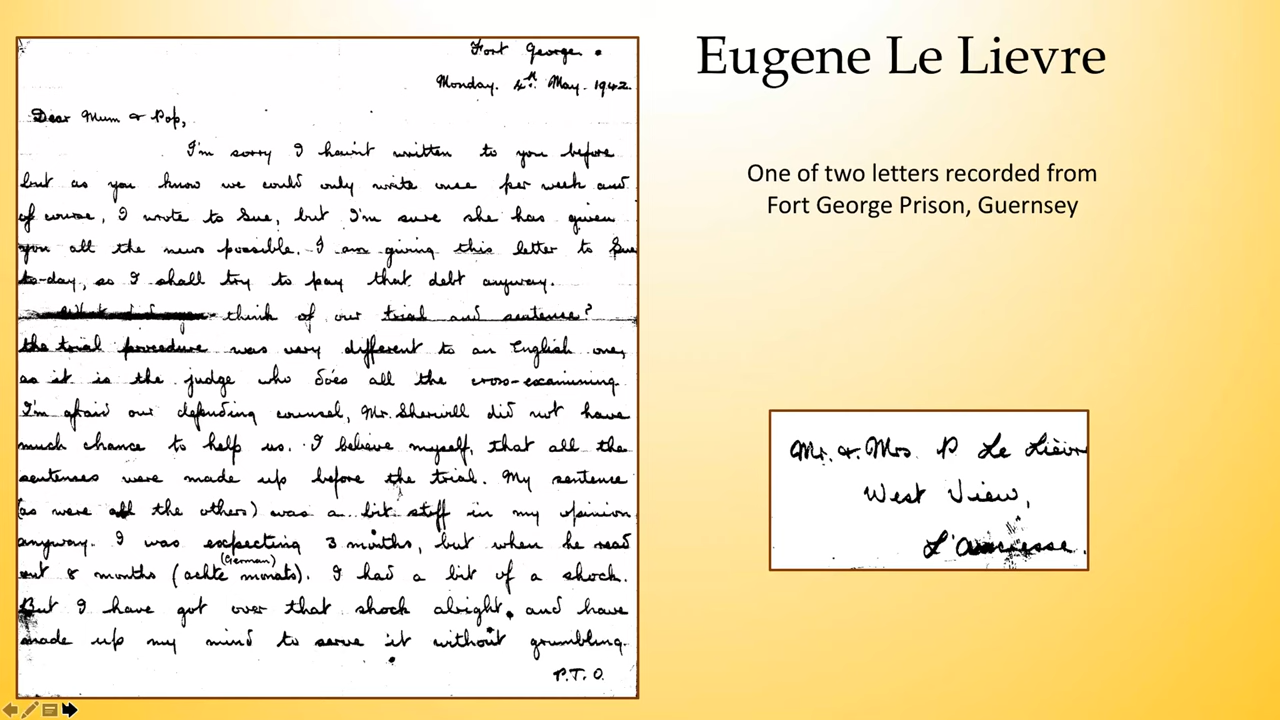 Eugene Le Lievre
One of two letters recorded from
Fort George Prison, Guernsey
Fort George.
Monday. 4th. May. 1942.
Dear Mum & Pop,
I'm sorry I havn't written to you before
but as you know we could only write once per week and
of course, I wrote to Sue, but I'm sure she has given
you all the news possible. I am giving this letter to Sue
to-day, so I shall try to pay that debt anyway.
think of our trial and sentence?
the trial procedure was very different to an English one,
as it is the judge who does all the cross-examining.
I'm afraid our defending counsel, Mr. Sherwill did not have
much chance to help us. I believe myself, that all the
sentences were made up before the trial. My sentence
(as were all the others) was a bit stiff in my opinion
anyway. I was expecting 3 months, but when he read
(German)
out 8 months (achte monats). I had a bit of a shock.
But I have got over that shock alright. and have
made up my mind to serve it without grumbling.
P.T.O.
Mr. & Mrs P Le Lièvr
West View,